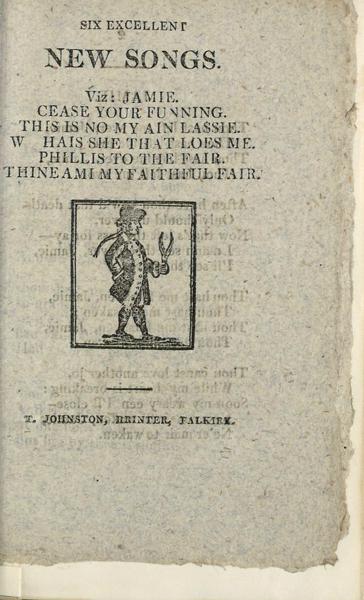 SIX EXCELLENT
NEW SONGS.
Viz: JAMIE.
CEASE YOUR FUNNING.
THIS IS NO MY AIN LASSIE.
W HAIS SHE THAT LOES ME.
PHILLIS TO THE FAIR.
THINE AM I MY FAITHFUL FAIR.
T. JOHNSTON, RRINTER, FALKIRK.